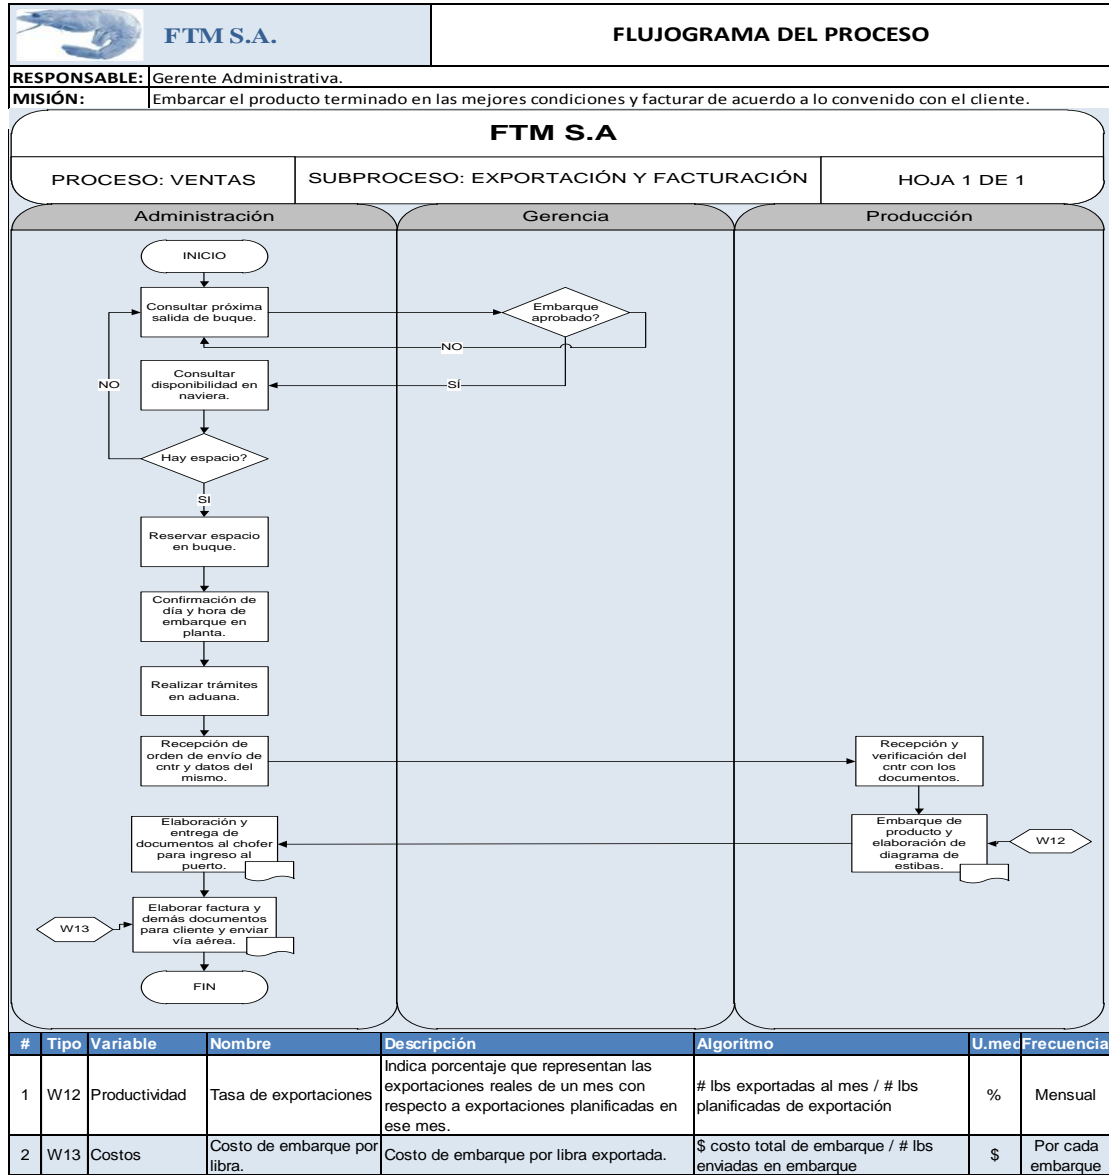 FTM S.A.
FLUJOGRAMA DEL PROCESO
RESPONSABLE: Gerente Administrativa.
MISIÓN: Embarcar el producto terminado en las mejores condiciones y facturar de acuerdo a lo convenido con el cliente.
FTM S.A
PROCESO: VENTAS
SUBPROCESO: EXPORTACIÓN Y FACTURACIÓN
HOJA 1 DE 1
Administración
Gerencia
Producción
INICIO
Consultar próxima
salida de buque.
Embarque
aprobado?
NO
Consultar
disponibilidad en
naviera.
SÍ
NO
Hay espacio?
SI
Reservar espacio
en buque.
Confirmación de
día y hora de
embarque en
planta.
Realizar trámites
en aduana.
Recepción de
orden de envío de
cntr y datos del
mismo.
Recepción y
verificación del
cntr con los
documentos.
Elaboración y
entrega de
documentos al chofer
para ingreso al
puerto.
Embarque de
producto y
elaboración de
diagrama de
estibas.
W12
W13
Elaborar factura y
demás documentos
para cliente y enviar
vía aérea.
FIN
# Tipo Variable Nombre Descripción Algoritmo U.med Frecuencia
1 W12 Productividad Tasa de exportaciones
Indica porcentaje que representan las
exportaciones reales de un mes con
respecto a exportaciones planificadas en
ese mes.
# lbs exportadas al mes / # lbs
planificadas de exportación
% Mensual
2 W13 Costos
Costo de embarque por
libra.
Costo de embarque por libra exportada.
$ costo total de embarque / # lbs
enviadas en embarque
$
Por cada
embarque